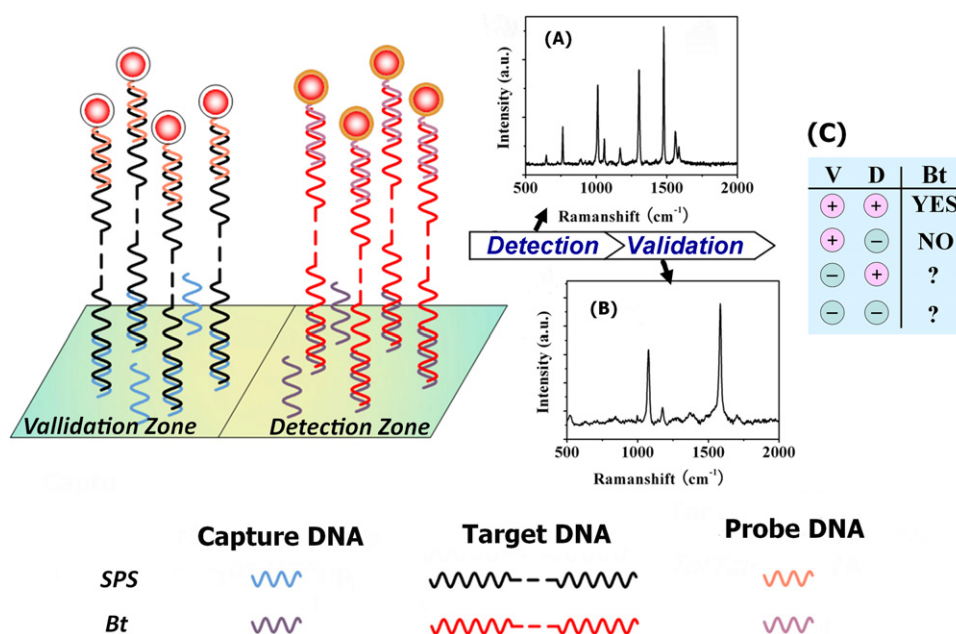 Vallidation Zone
Detection Zone
(A)
Intensity (a.u.)
500 1000 1500 2000
Ramanshift (cm⁻¹)
Detection Validation
(B)
Intensity (a.u.)
500 1000 1500 2000
Ramanshift (cm⁻¹)
(C)
V D Bt
+ + YES
+ − NO
− + ?
− − ?
Capture DNA Target DNA Probe DNA
SPS
Bt